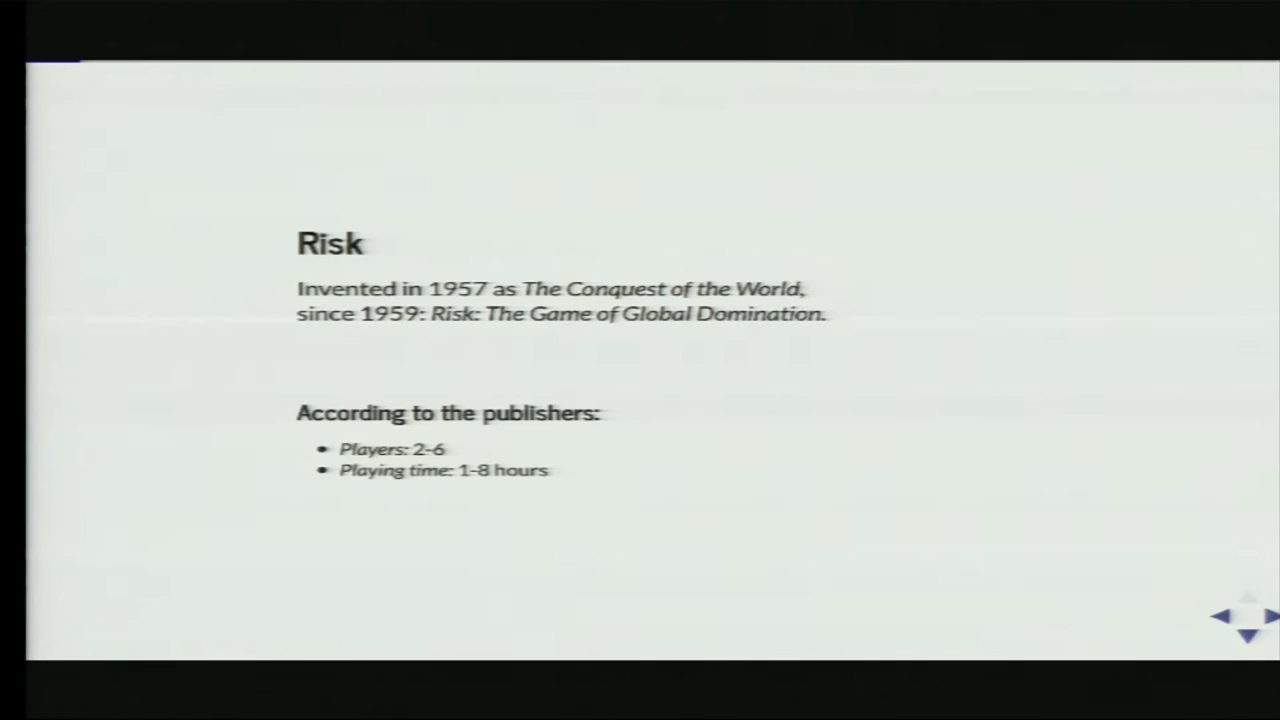 Risk
Invented in 1957 as The Conquest of the World,
since 1959: Risk: The Game of Global Domination.
According to the publishers:
• Players: 2-6
• Playing time: 1-8 hours